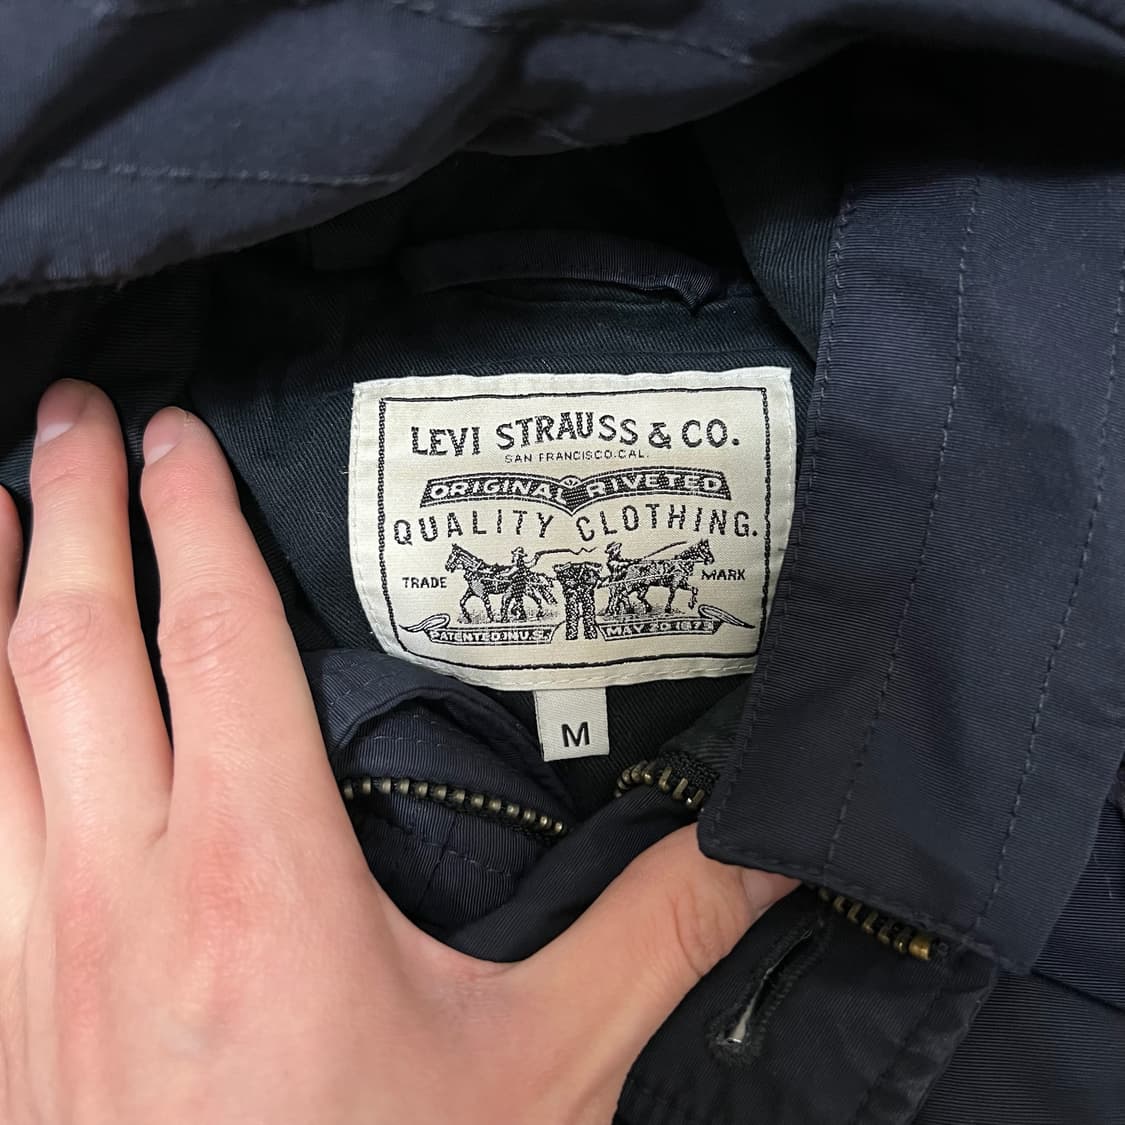 LEVI STRAUSS & CO.
SAN FRANCISCO.CAL.
ORIGINAL RIVETED
QUALITY CLOTHING.
TRADE MARK
PATENTED IN U.S. MAY 20 1873
M